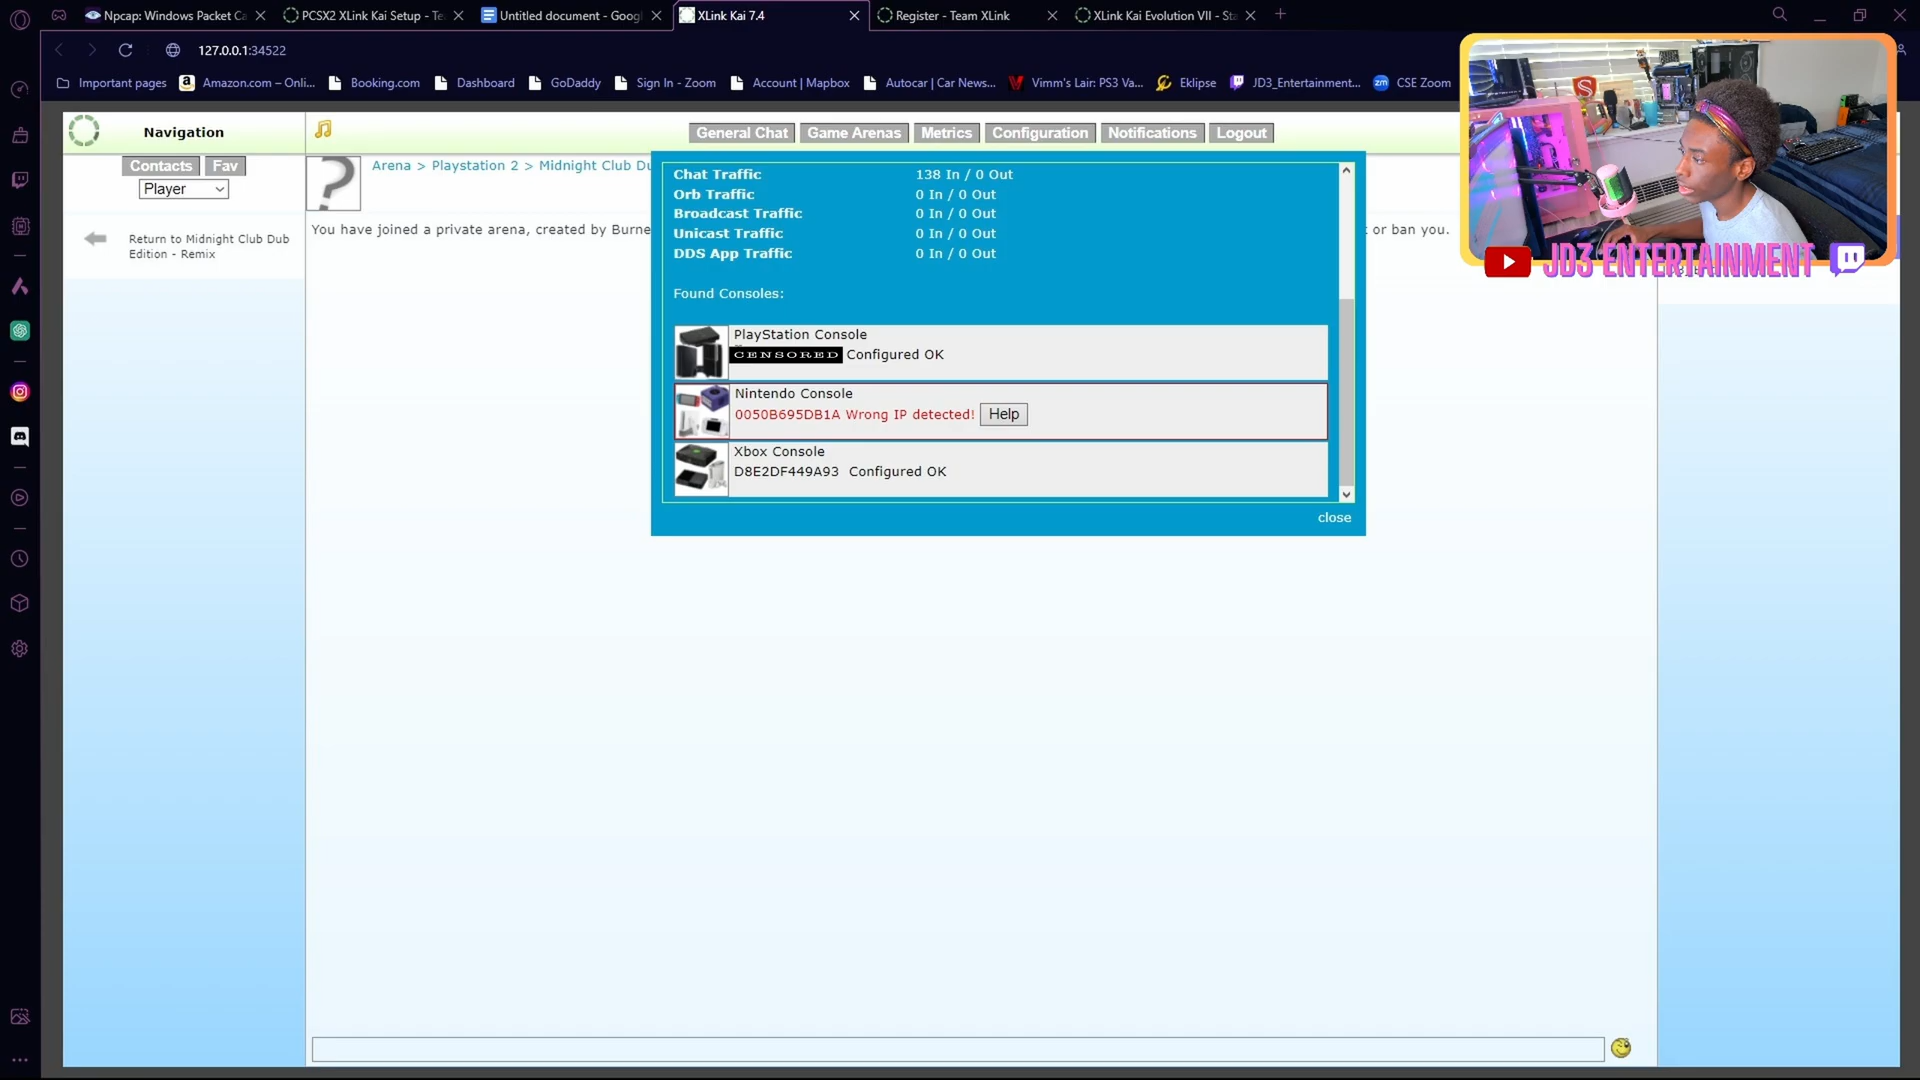 Npcap: Windows Packet Ca
PCSX2 XLink Kai Setup - Te
Untitled document - Googl
XLink Kai 7.4
Register - Team XLink
XLink Kai Evolution VII - Sta
127.0.0.1:34522
Important pages
Amazon.com – Onli...
Booking.com
Dashboard
GoDaddy
Sign In - Zoom
Account | Mapbox
Autocar | Car News...
Vimm's Lair: PS3 Va...
Eklipse
JD3_Entertainment...
CSE Zoom
Navigation
General Chat
Game Arenas
Metrics
Configuration
Notifications
Logout
Contacts
Fav
Player
Return to Midnight Club Dub
Edition - Remix
Arena > Playstation 2 > Midnight Club Du
You have joined a private arena, created by Burne
or ban you.
Chat Traffic 138 In / 0 Out
Orb Traffic 0 In / 0 Out
Broadcast Traffic 0 In / 0 Out
Unicast Traffic 0 In / 0 Out
DDS App Traffic 0 In / 0 Out
Found Consoles:
PlayStation Console
CENSORED Configured OK
Nintendo Console
0050B695DB1A Wrong IP detected! Help
Xbox Console
D8E2DF449A93 Configured OK
close
JD3 ENTERTAINMENT